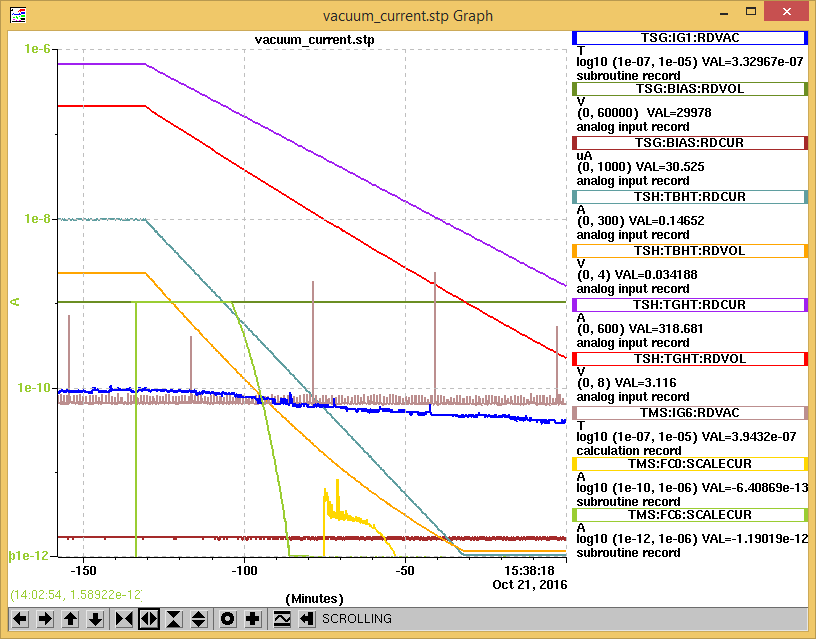 vacuum_current.stp Graph
vacuum_current.stp
1e-6
1e-8
A
1e-10
1e-12
-150
-100
-50
15:38:18
Oct 21, 2016
(Minutes)
(14:02:54, 1.58922e-12)
TSG:IG1:RDVAC
T
log10 (1e-07, 1e-05) VAL=3.32967e-07
subroutine record
TSG:BIAS:RDVOL
V
(0, 60000) VAL=29978
analog input record
TSG:BIAS:RDCUR
uA
(0, 1000) VAL=30.525
analog input record
TSH:TBHT:RDCUR
A
(0, 300) VAL=0.14652
analog input record
TSH:TBHT:RDVOL
V
(0, 4) VAL=0.034188
analog input record
TSH:TGHT:RDCUR
A
(0, 600) VAL=318.681
analog input record
TSH:TGHT:RDVOL
V
(0, 8) VAL=3.116
analog input record
TMS:IG6:RDVAC
T
log10 (1e-07, 1e-05) VAL=3.9432e-07
calculation record
TMS:FC0:SCALECUR
A
log10 (1e-10, 1e-06) VAL=-6.40869e-13
subroutine record
TMS:FC6:SCALECUR
A
log10 (1e-12, 1e-06) VAL=-1.19019e-12
subroutine record
SCROLLING